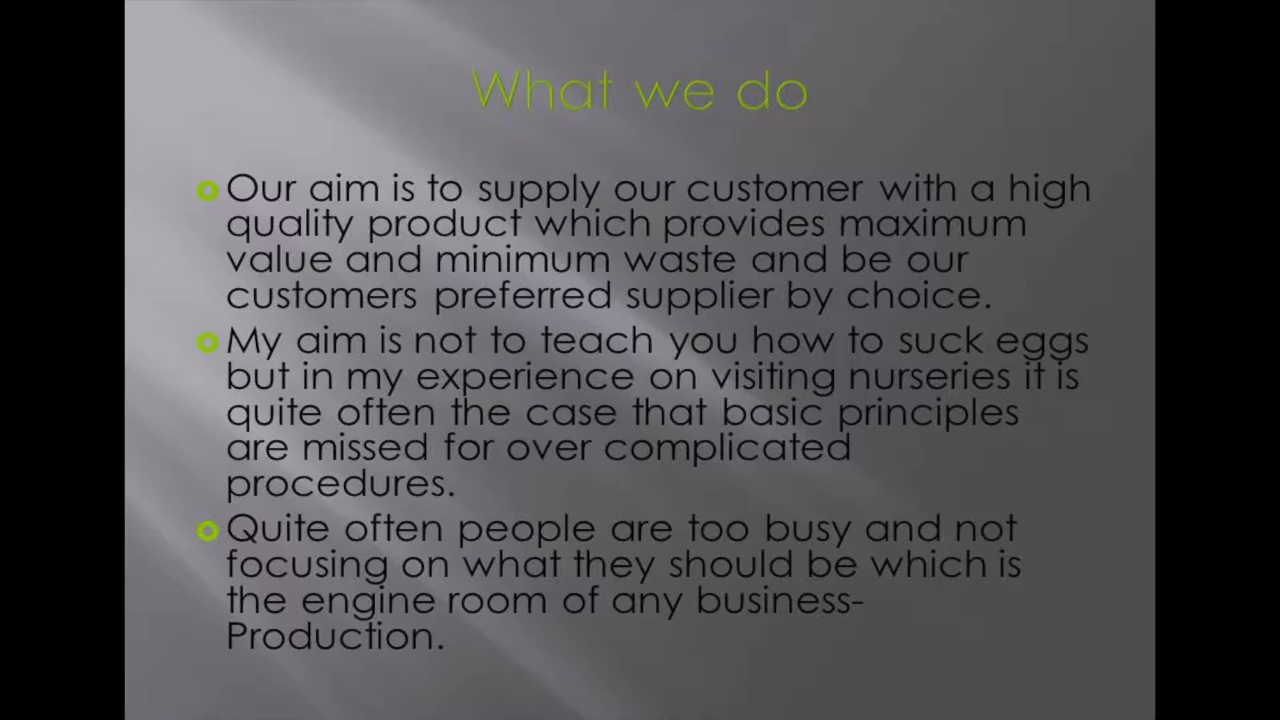 What we do
Our aim is to supply our customer with a high
quality product which provides maximum
value and minimum waste and be our
customers preferred supplier by choice.
My aim is not to teach you how to suck eggs
but in my experience on visiting nurseries it is
quite often the case that basic principles
are missed for over complicated
procedures.
Quite often people are too busy and not
focusing on what they should be which is
the engine room of any business-
Production.